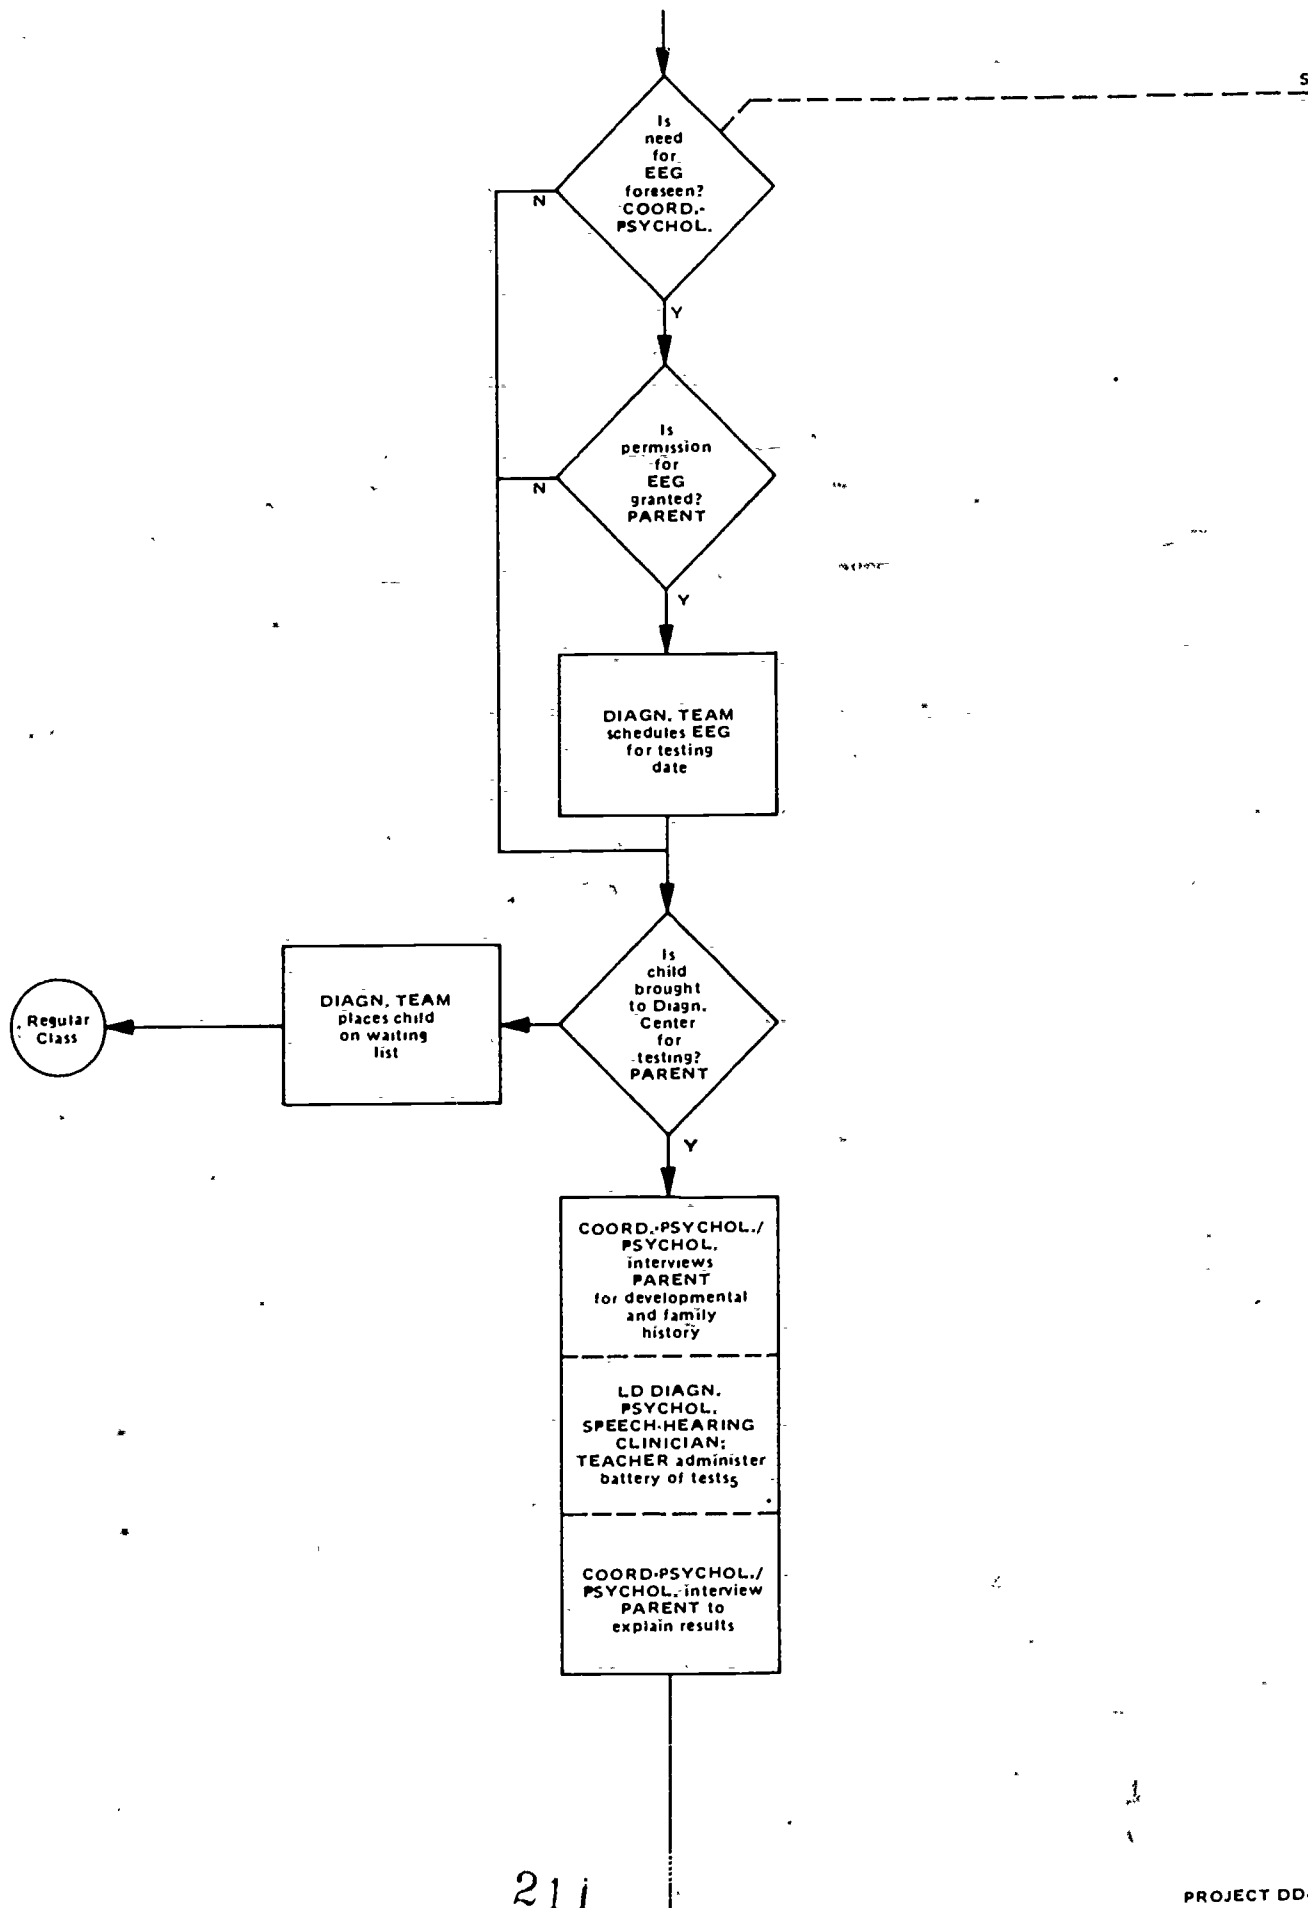 S
Is
need
for
EEG
foreseen?
COORD.-
PSYCHOL.
N
Y
Is
permission
for
EEG
granted?
PARENT
N
Y
DIAGN. TEAM
schedules EEG
for testing
date
Is
child
brought
to Diagn.
Center
for
testing?
PARENT
DIAGN. TEAM
places child
on waiting
list
Regular
Class
Y
COORD.-PSYCHOL./
PSYCHOL.
interviews
PARENT
for developmental
and family
history
LD DIAGN.
PSYCHOL.
SPEECH-HEARING
CLINICIAN;
TEACHER administer
battery of tests5
COORD-PSYCHOL./
PSYCHOL. interview
PARENT to
explain results
PROJECT DD